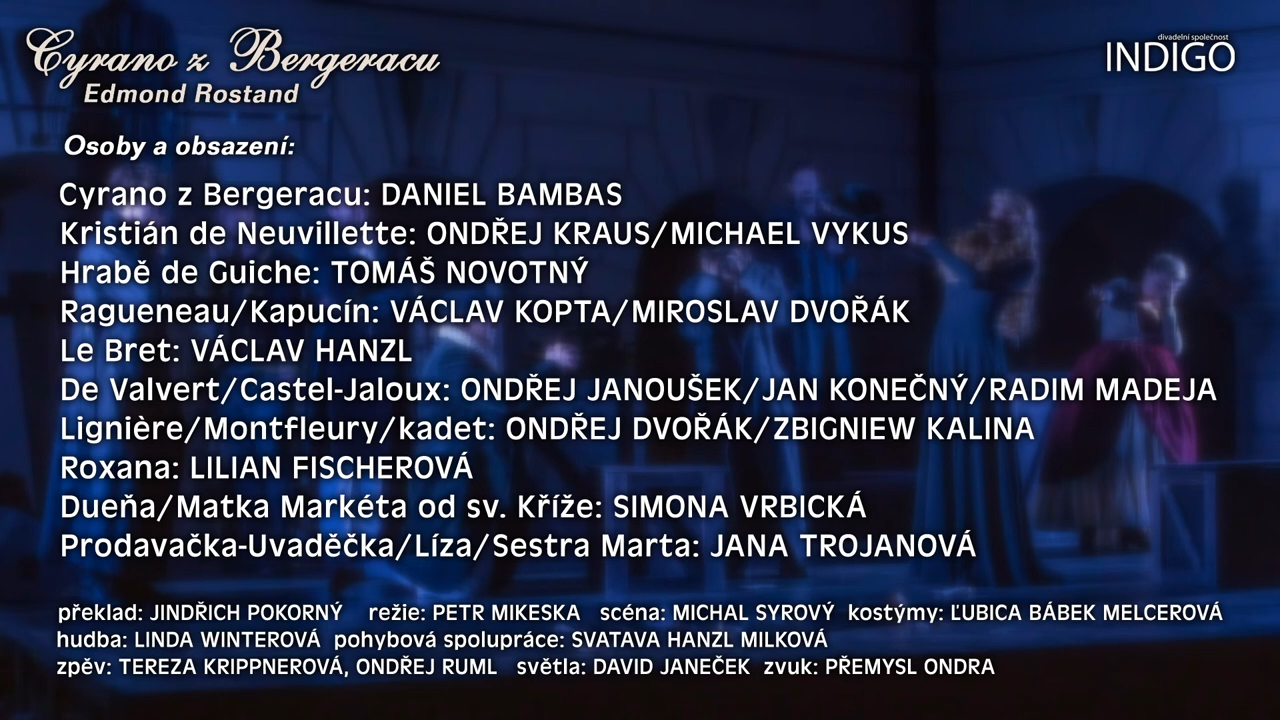 Cyrano z Bergeracu
Edmond Rostand
divadelní společnost
INDIGO
Osoby a obsazení:
Cyrano z Bergeracu: DANIEL BAMBAS
Kristián de Neuvillette: ONDŘEJ KRAUS/MICHAEL VYKUS
Hrabě de Guiche: TOMÁŠ NOVOTNÝ
Ragueneau/Kapucín: VÁCLAV KOPTA/MIROSLAV DVOŘÁK
Le Bret: VÁCLAV HANZL
De Valvert/Castel-Jaloux: ONDŘEJ JANOUŠEK/JAN KONEČNÝ/RADIM MADEJA
Lignière/Montfleury/kadet: ONDŘEJ DVOŘÁK/ZBIGNIEW KALINA
Roxana: LILIAN FISCHEROVÁ
Dueňa/Matka Markéta od sv. Kříže: SIMONA VRBICKÁ
Prodavačka-Uvaděčka/Líza/Sestra Marta: JANA TROJANOVÁ
překlad: JINDŘICH POKORNÝ režie: PETR MIKESKA scéna: MICHAL SYROVÝ kostýmy: ĽUBICA BÁBEK MELCEROVÁ
hudba: LINDA WINTEROVÁ pohybová spolupráce: SVATAVA HANZL MILKOVÁ
zpěv: TEREZA KRIPPNEROVÁ, ONDŘEJ RUML světla: DAVID JANEČEK zvuk: PŘEMYSL ONDRA